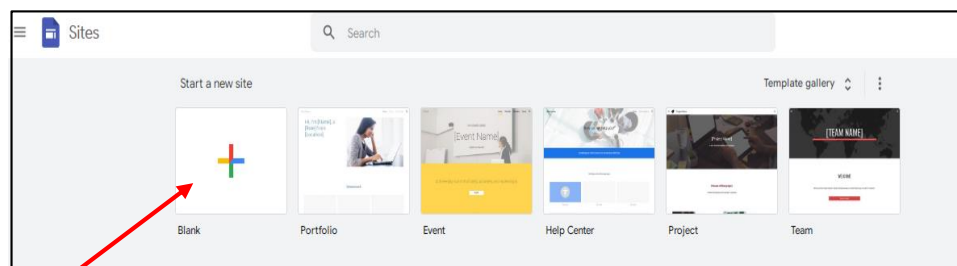 Sites
Search
Start a new site
Template gallery
[Event Name]
[TEAM NAME]
Blank
Portfolio
Event
Help Center
Project
Team